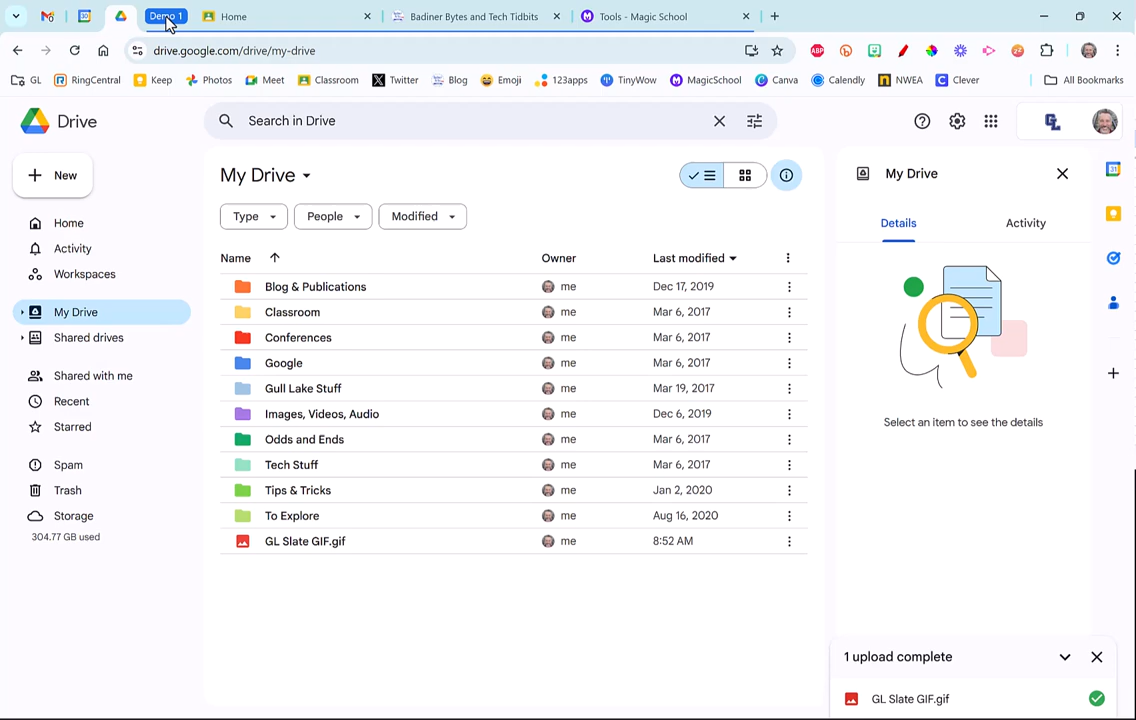 Demo 1
Home
Badiner Bytes and Tech Tidbits
Tools - Magic School
drive.google.com/drive/my-drive
ABP
GL
RingCentral
Keep
Photos
Meet
Classroom
Twitter
Blog
Emoji
123apps
TinyWow
MagicSchool
Canva
Calendly
NWEA
Clever
All Bookmarks
Drive
Search in Drive
GL
New
My Drive
My Drive
Type
People
Modified
Details
Activity
Home
Activity
Workspaces
My Drive
Shared drives
Shared with me
Recent
Starred
Spam
Trash
Storage
304.77 GB used
Name
Owner
Last modified
Blog & Publications
me
Dec 17, 2019
Classroom
me
Mar 6, 2017
Conferences
me
Mar 6, 2017
Google
me
Mar 6, 2017
Gull Lake Stuff
me
Mar 19, 2017
Images, Videos, Audio
me
Dec 6, 2019
Odds and Ends
me
Mar 6, 2017
Tech Stuff
me
Mar 6, 2017
Tips & Tricks
me
Jan 2, 2020
To Explore
me
Aug 16, 2020
GL Slate GIF.gif
me
8:52 AM
Select an item to see the details
1 upload complete
GL Slate GIF.gif